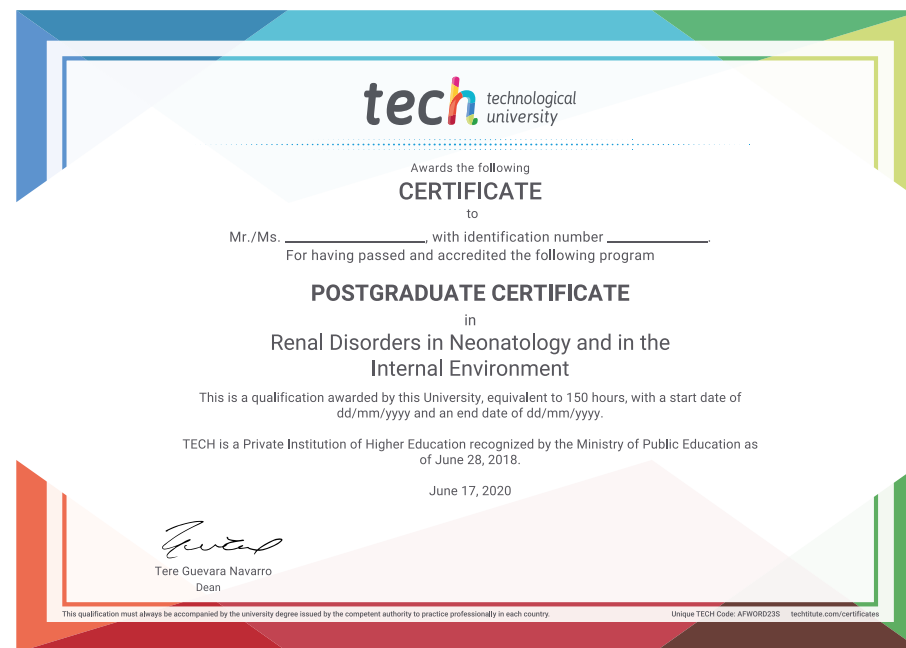 tech technological
university
Awards the following
CERTIFICATE
to
Mr./Ms. ____________________, with identification number ______________.
For having passed and accredited the following program
POSTGRADUATE CERTIFICATE
in
Renal Disorders in Neonatology and in the
Internal Environment
This is a qualification awarded by this University, equivalent to 150 hours, with a start date of
dd/mm/yyyy and an end date of dd/mm/yyyy.
TECH is a Private Institution of Higher Education recognized by the Ministry of Public Education as
of June 28, 2018.
June 17, 2020
Tere Guevara Navarro
Dean
This qualification must always be accompanied by the university degree issued by the competent authority to practice professionally in each country.
Unique TECH Code: AFWORD23S techtitute.com/certificates